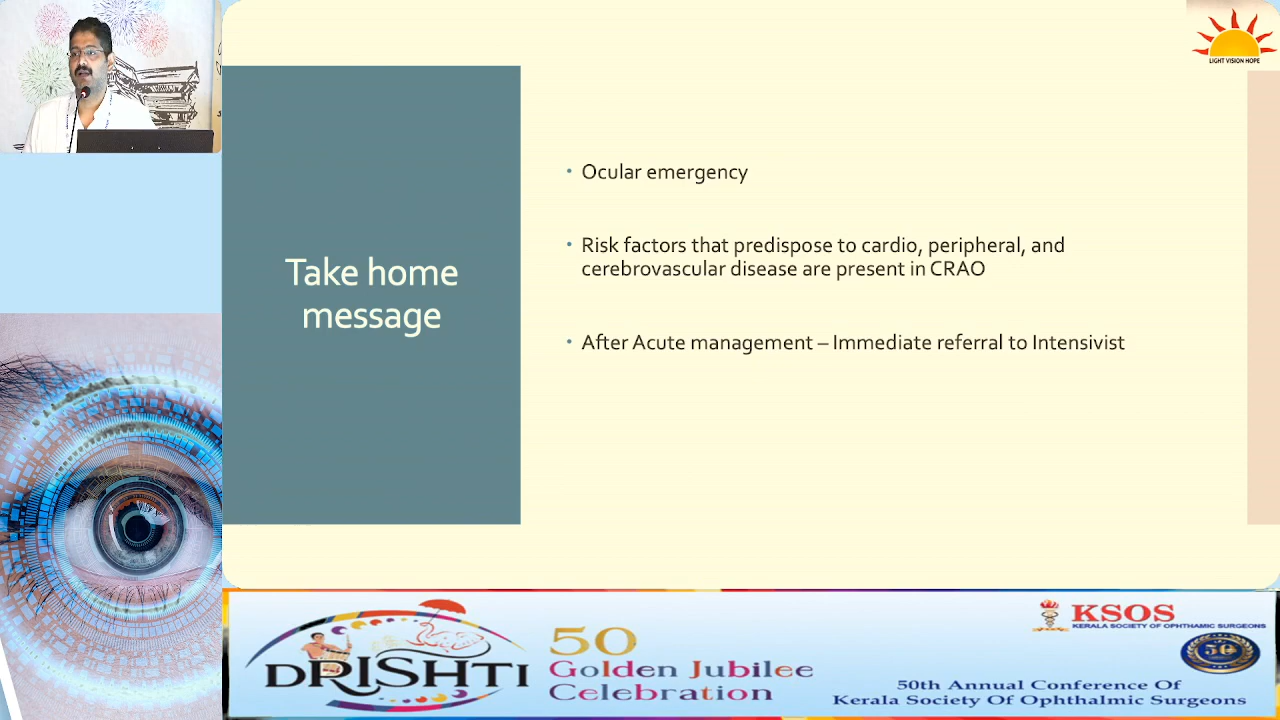 LIGHT VISION HOPE
Take home
message
• Ocular emergency
• Risk factors that predispose to cardio, peripheral, and
cerebrovascular disease are present in CRAO
• After Acute management – Immediate referral to Intensivist
DRISHTI
50
Golden Jubilee
Celebration
KSOS
KERALA SOCIETY OF OPHTHAMIC SURGEONS
50
50th Annual Conference Of
Kerala Society Of Ophthalmic Surgeons